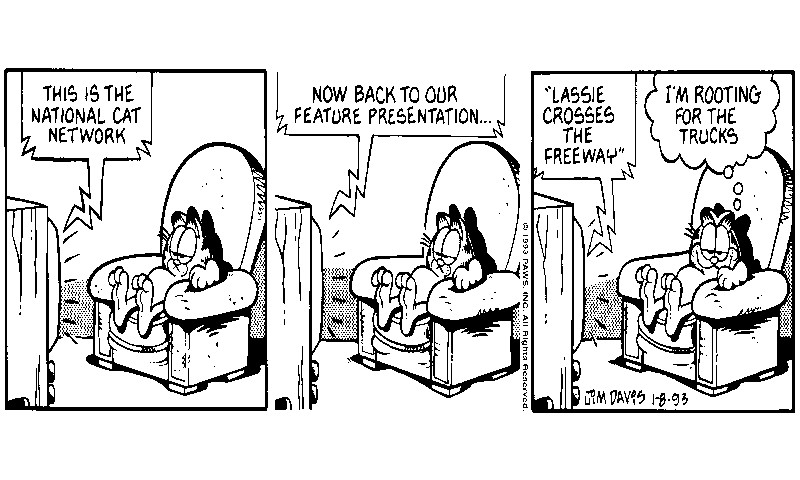 THIS IS THE
NATIONAL CAT
NETWORK
NOW BACK TO OUR
FEATURE PRESENTATION...
"LASSIE
CROSSES
THE
FREEWAY"
I'M ROOTING
FOR THE
TRUCKS
© 1993 PAWS, INC. All Rights Reserved.
JIM DAVIS 1-8-93